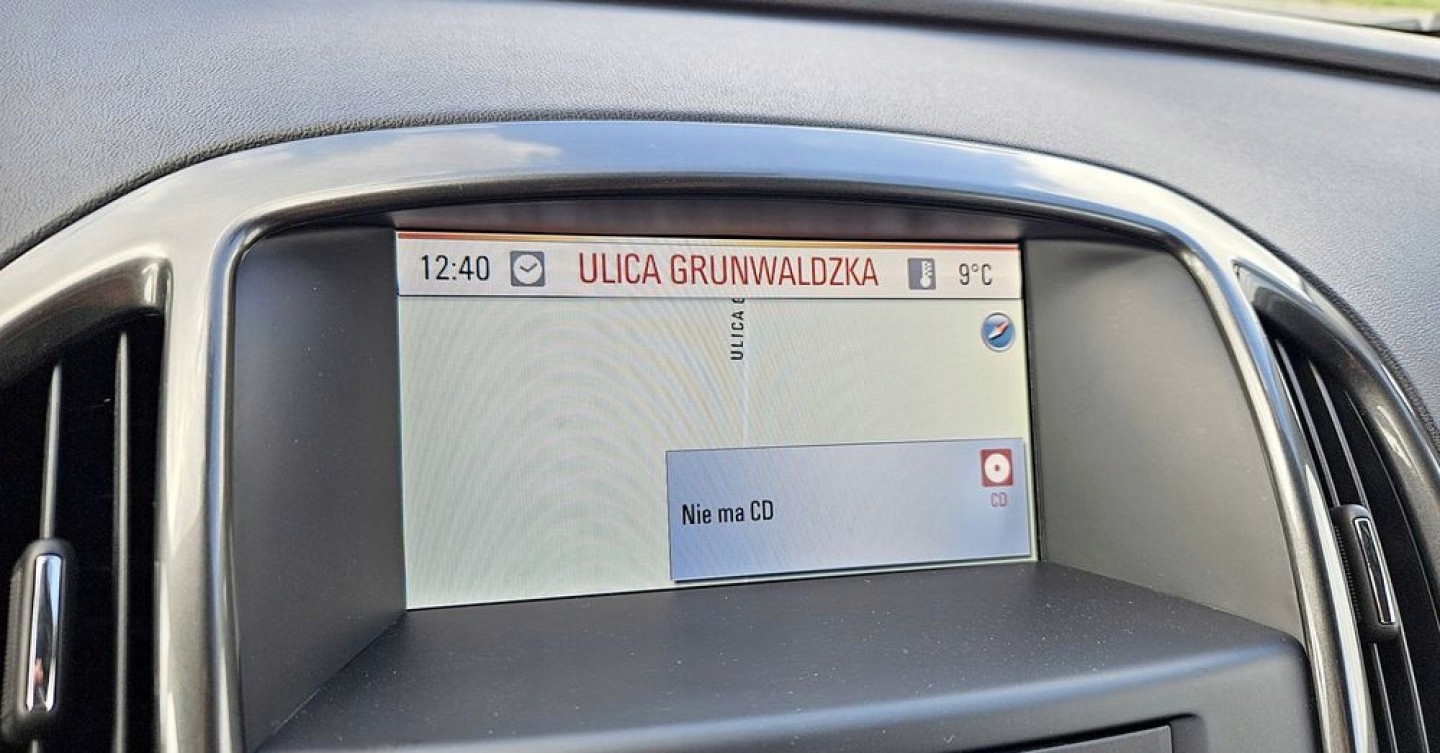 12:40 ULICA GRUNWALDZKA 9°C
ULICA
Nie ma CD
CD